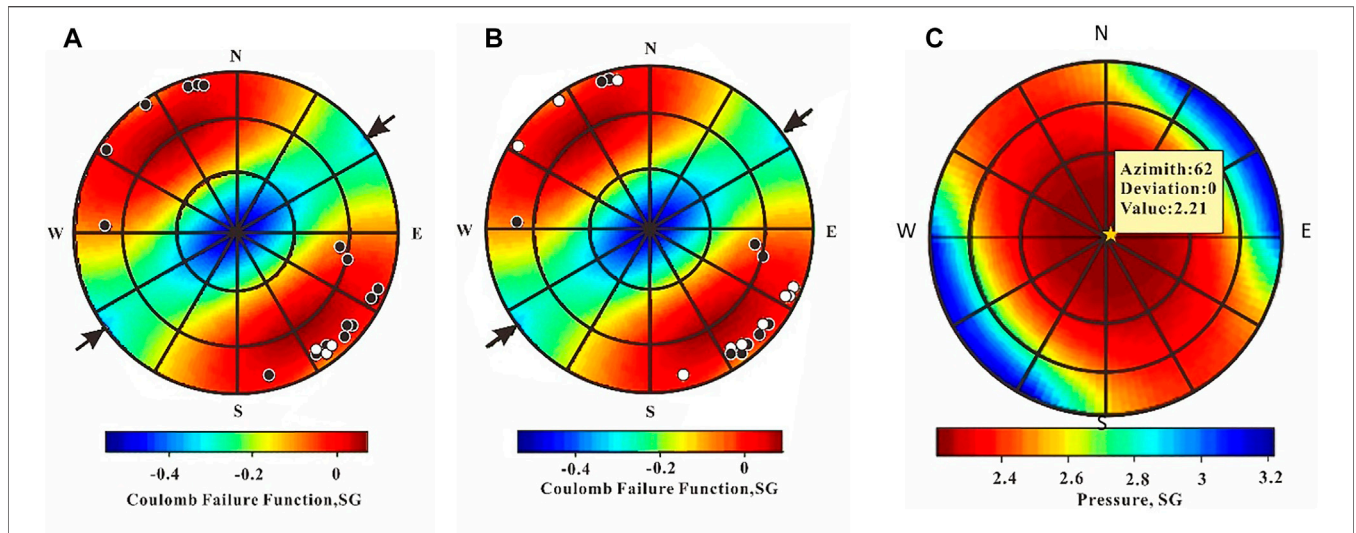 A
N
W
E
S
-0.4
-0.2
0
Coulomb Failure Function,SG
B
N
W
E
S
-0.4
-0.2
0
Coulomb Failure Function,SG
C
N
Azimith:62
Deviation:0
Value:2.21
W
E
S
2.4
2.6
2.8
3
3.2
Pressure, SG